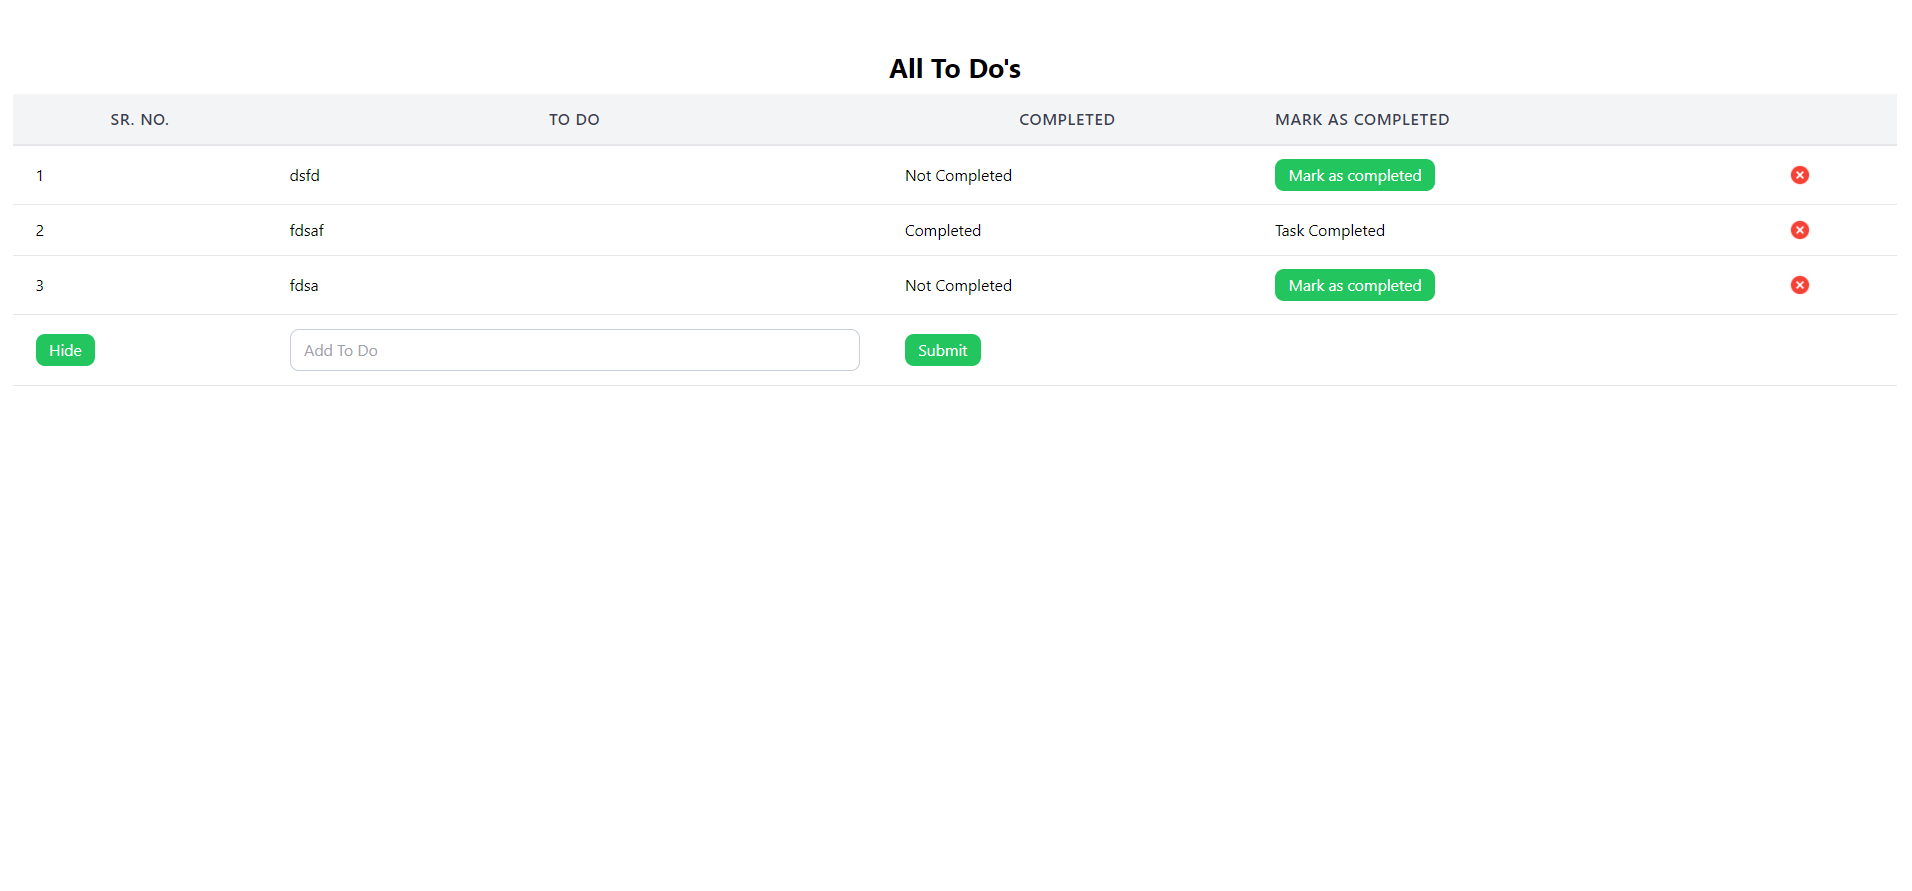 All To Do's
SR. NO. TO DO COMPLETED MARK AS COMPLETED
1 dsfd Not Completed Mark as completed
2 fdsaf Completed Task Completed
3 fdsa Not Completed Mark as completed
Hide Add To Do Submit